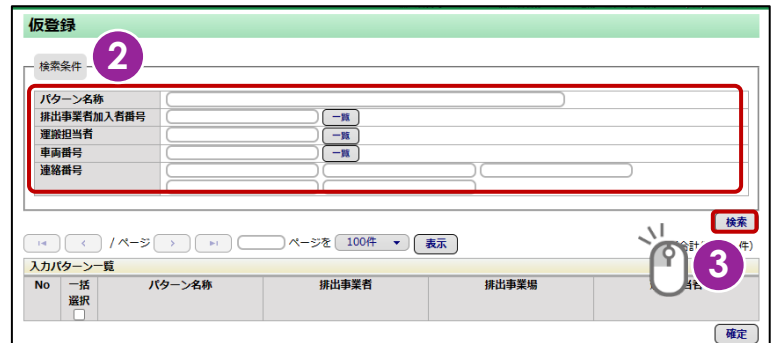 仮登録
検索条件
2
パターン名称
排出事業者加入者番号 一覧
運搬担当者 一覧
車両番号 一覧
連絡番号
検索
/ ページ ページを 100件 表示 合計 件)
入力パターン一覧
No 一括選択 パターン名称 排出事業者 排出事業場
3
確定